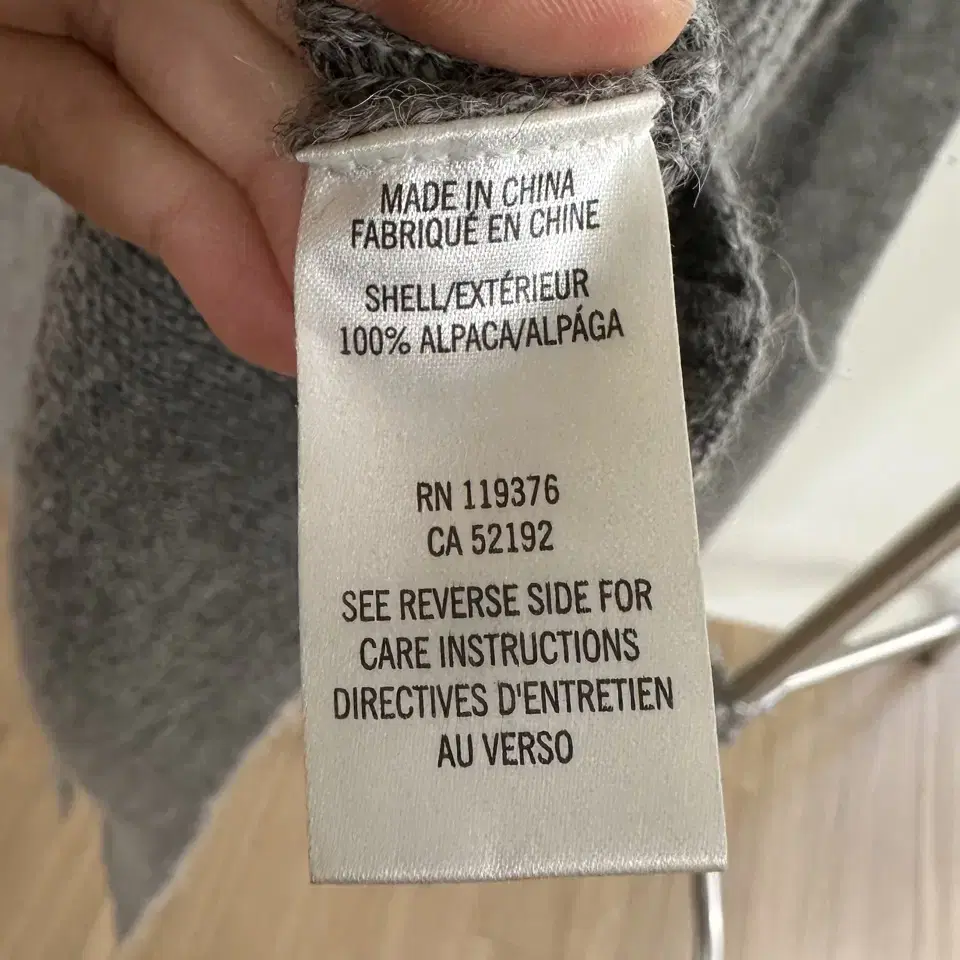 MADE IN CHINA
FABRIQUÉ EN CHINE
SHELL/EXTÉRIEUR
100% ALPACA/ALPÁGA
RN 119376
CA 52192
SEE REVERSE SIDE FOR
CARE INSTRUCTIONS
DIRECTIVES D'ENTRETIEN
AU VERSO